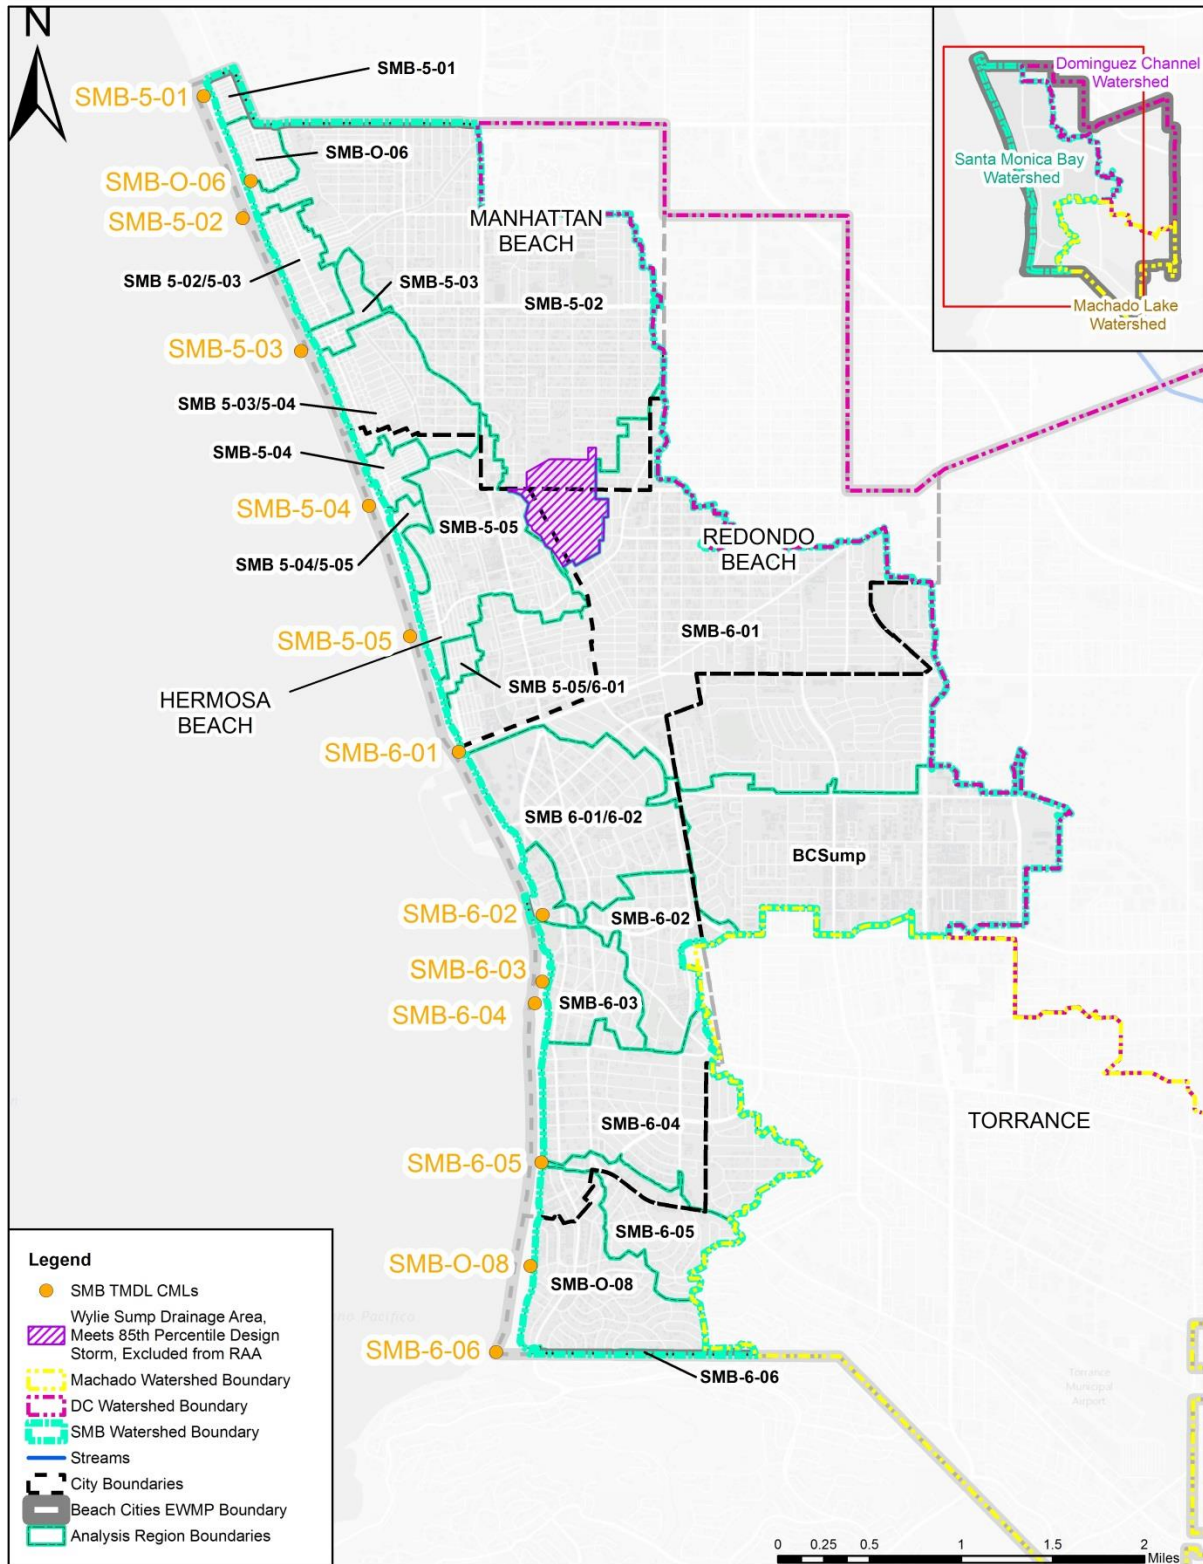 N
SMB-5-01
SMB-5-01
SMB-O-06
SMB-O-06
SMB-5-02
MANHATTAN
BEACH
SMB 5-02/5-03
SMB-5-03
SMB-5-02
SMB-5-03
SMB 5-03/5-04
SMB-5-04
SMB-5-04
SMB-5-05
SMB 5-04/5-05
REDONDO
BEACH
SMB-5-05
SMB-6-01
SMB 5-05/6-01
HERMOSA
BEACH
SMB-6-01
SMB 6-01/6-02
BCSump
SMB-6-02
SMB-6-02
SMB-6-03
SMB-6-03
SMB-6-04
SMB-6-04
TORRANCE
SMB-6-05
SMB-6-05
SMB-O-08
SMB-O-08
SMB-6-06
SMB-6-06
Torrance
Municipal
Airport
Dominguez Channel
Watershed
Santa Monica Bay
Watershed
Machado Lake
Watershed
Legend
SMB TMDL CMLs
Wylie Sump Drainage Area,
Meets 85th Percentile Design
Storm, Excluded from RAA
Machado Watershed Boundary
DC Watershed Boundary
SMB Watershed Boundary
Streams
City Boundaries
Beach Cities EWMP Boundary
Analysis Region Boundaries
0 0.25 0.5 1 1.5 2
Miles